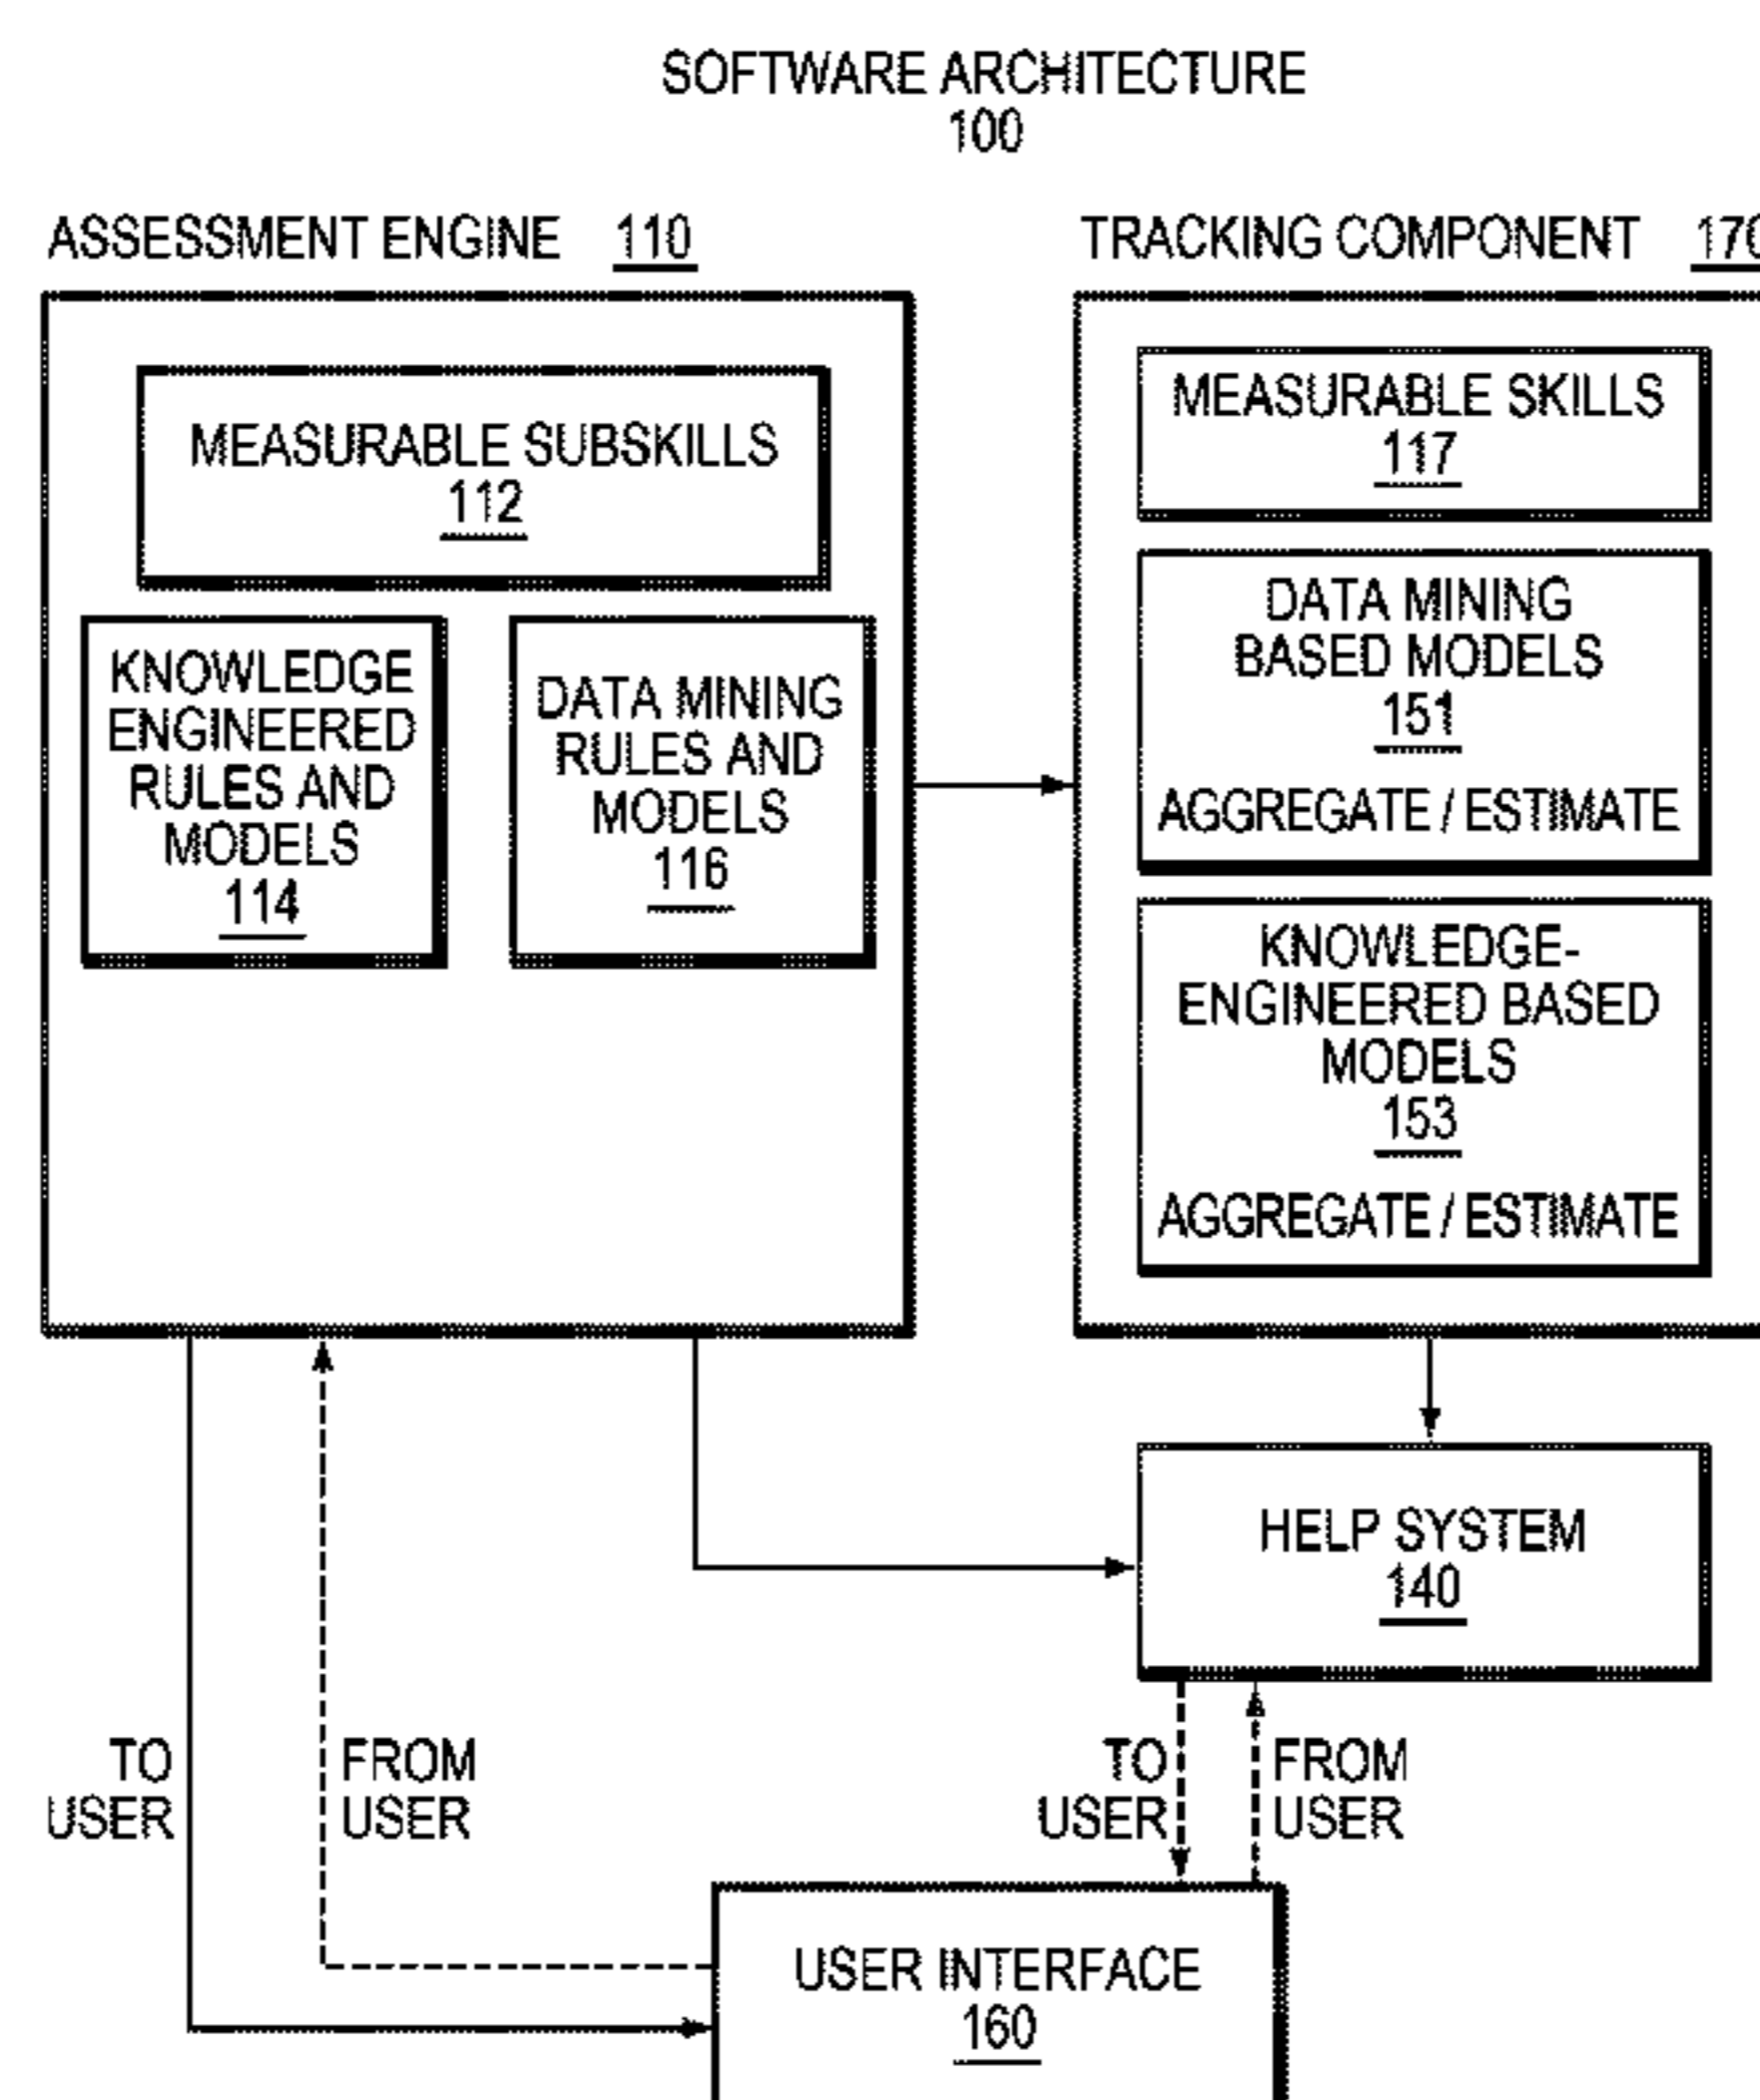 SOFTWARE ARCHITECTURE
100
ASSESSMENT ENGINE 110
MEASURABLE SUBSKILLS
112
KNOWLEDGE
ENGINEERED
RULES AND
MODELS
114
DATA MINING
RULES AND
MODELS
116
TRACKING COMPONENT 170
MEASURABLE SKILLS
117
DATA MINING
BASED MODELS
151
AGGREGATE / ESTIMATE
KNOWLEDGE-
ENGINEERED BASED
MODELS
153
AGGREGATE / ESTIMATE
HELP SYSTEM
140
TO
USER
FROM
USER
TO
USER
FROM
USER
USER INTERFACE
160